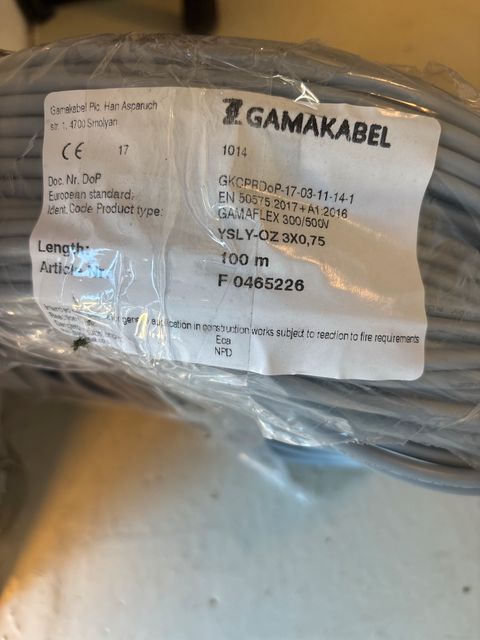 Gamakabel Plc. Han Asparuch
str. 1, 4700 Smolyan
GAMAKABEL
CE 17
1014
Doc. Nr. DoP
GKCPRDoP-17-03-11-14-1
European standard:
EN 50575:2017+A1:2016
Ident. Code Product type:
GAMAFLEX 300/500V
YSLY-OZ 3X0,75
Length:
100 m
Article Nr.
F 0465226
application in construction works subject to reaction to fire requirements
Eca
NPD